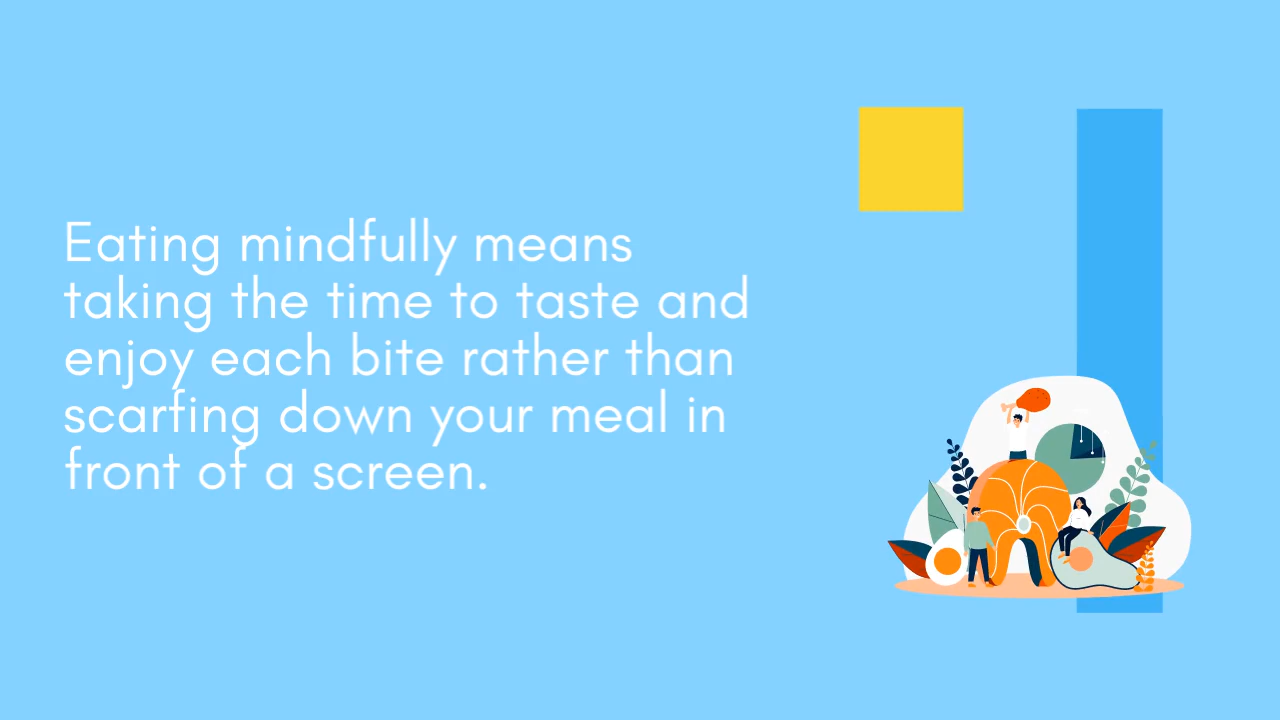 Eating mindfully means
taking the time to taste and
enjoy each bite rather than
scarfing down your meal in
front of a screen.